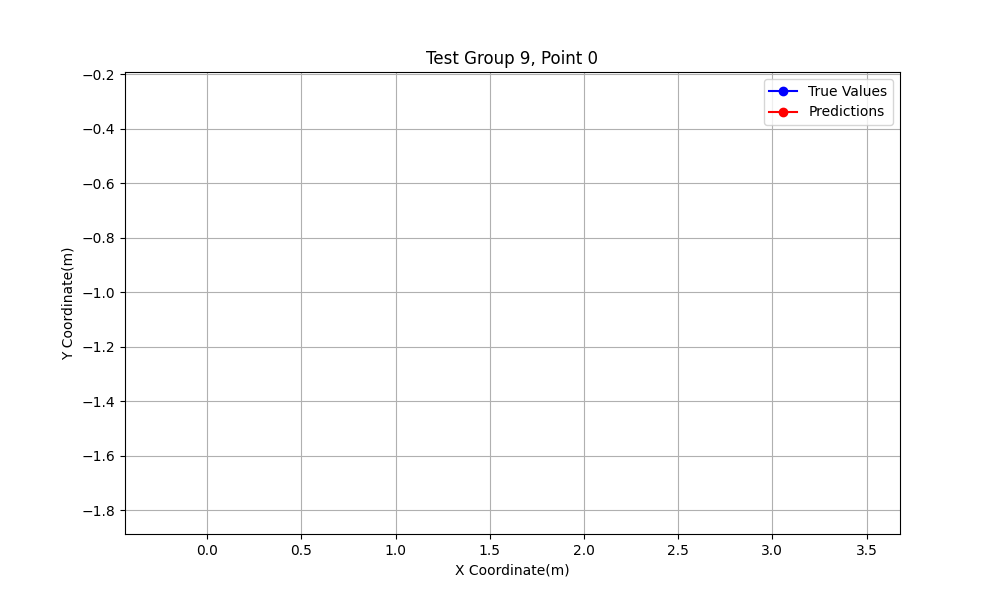 Test Group 9, Point 0
True Values
Predictions
Y Coordinate(m)
−0.2
−0.4
−0.6
−0.8
−1.0
−1.2
−1.4
−1.6
−1.8
0.0 0.5 1.0 1.5 2.0 2.5 3.0 3.5
X Coordinate(m)